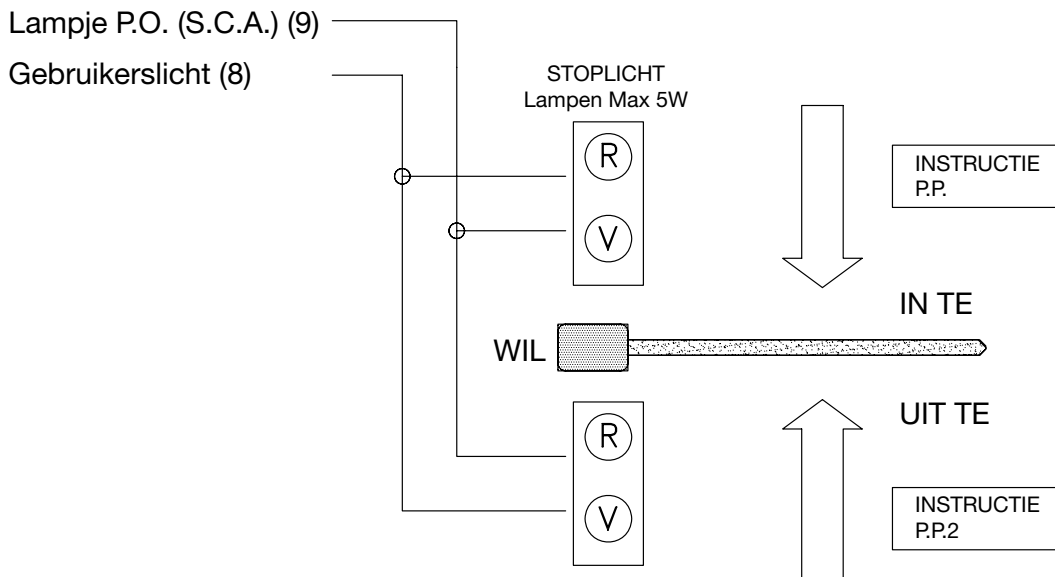 Lampje P.O. (S.C.A.) (9)
Gebruikerslicht (8)
STOPLICHT
Lampen Max 5W
R
V
INSTRUCTIE
P.P.
IN TE
WIL
UIT TE
R
V
INSTRUCTIE
P.P.2